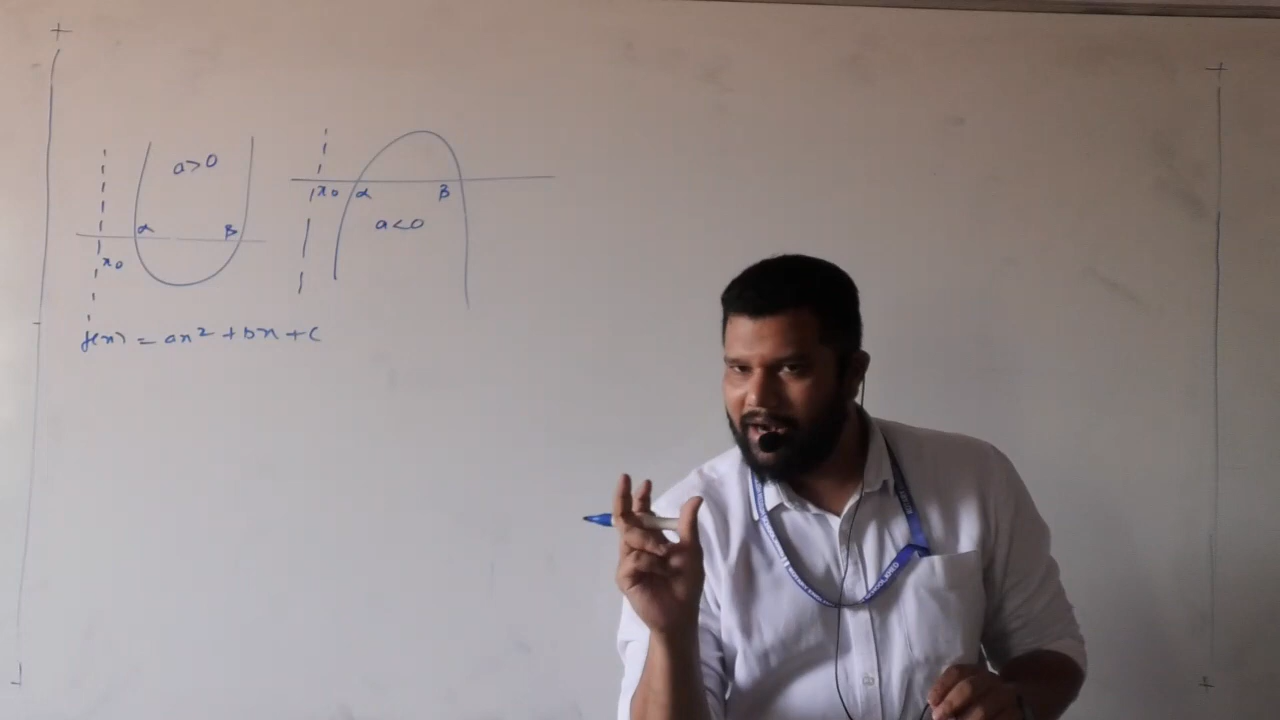 a>0
α β
x₀
x₀ α β
a<0
f(x) = ax² + bx + c